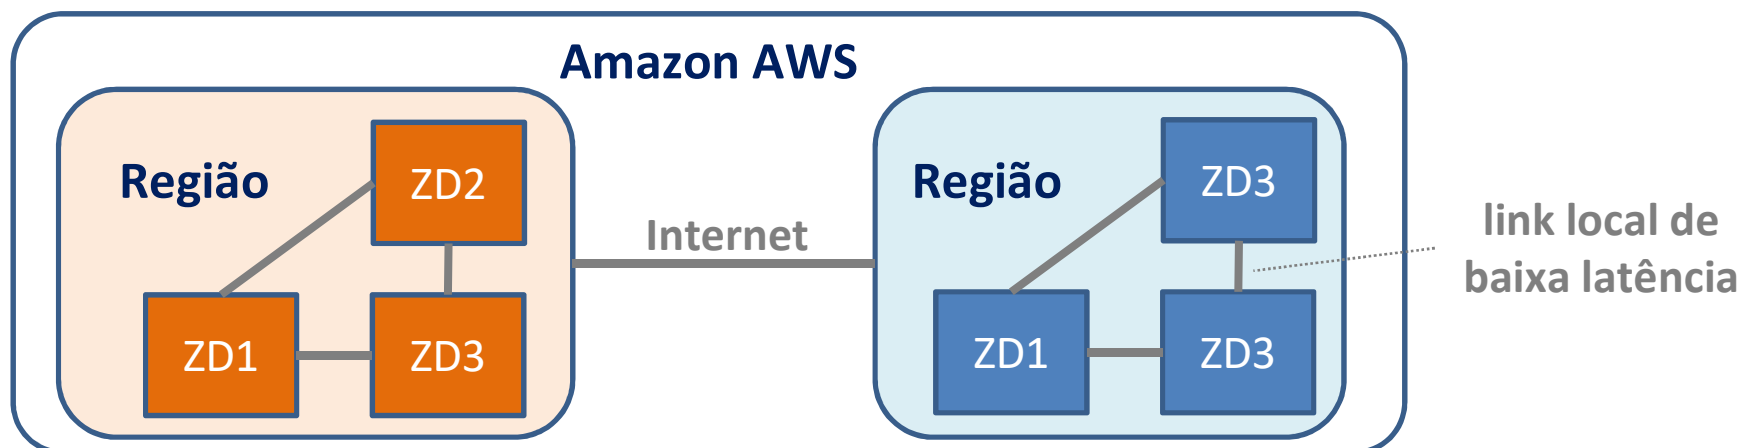 Amazon AWS
Região
ZD2
ZD1
ZD3
Internet
Região
ZD3
ZD1
ZD3
link local de
baixa latência